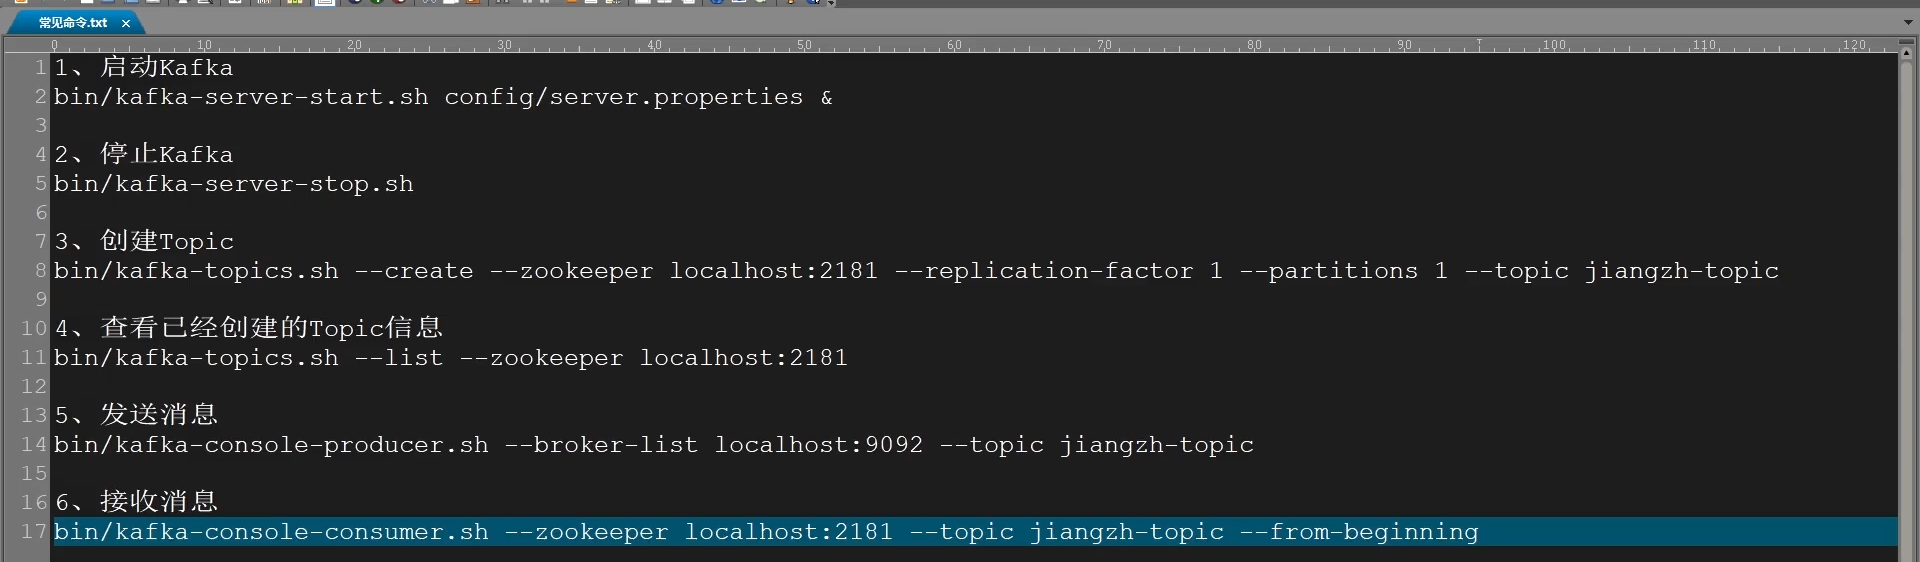 常见命令.txt ×
0 10 20 30 40 50 60 70 80 90 100 110 120
1 1、启动Kafka
2 bin/kafka-server-start.sh config/server.properties &
3
4 2、停止Kafka
5 bin/kafka-server-stop.sh
6
7 3、创建Topic
8 bin/kafka-topics.sh --create --zookeeper localhost:2181 --replication-factor 1 --partitions 1 --topic jiangzh-topic
9
10 4、查看已经创建的Topic信息
11 bin/kafka-topics.sh --list --zookeeper localhost:2181
12
13 5、发送消息
14 bin/kafka-console-producer.sh --broker-list localhost:9092 --topic jiangzh-topic
15
16 6、接收消息
17 bin/kafka-console-consumer.sh --zookeeper localhost:2181 --topic jiangzh-topic --from-beginning